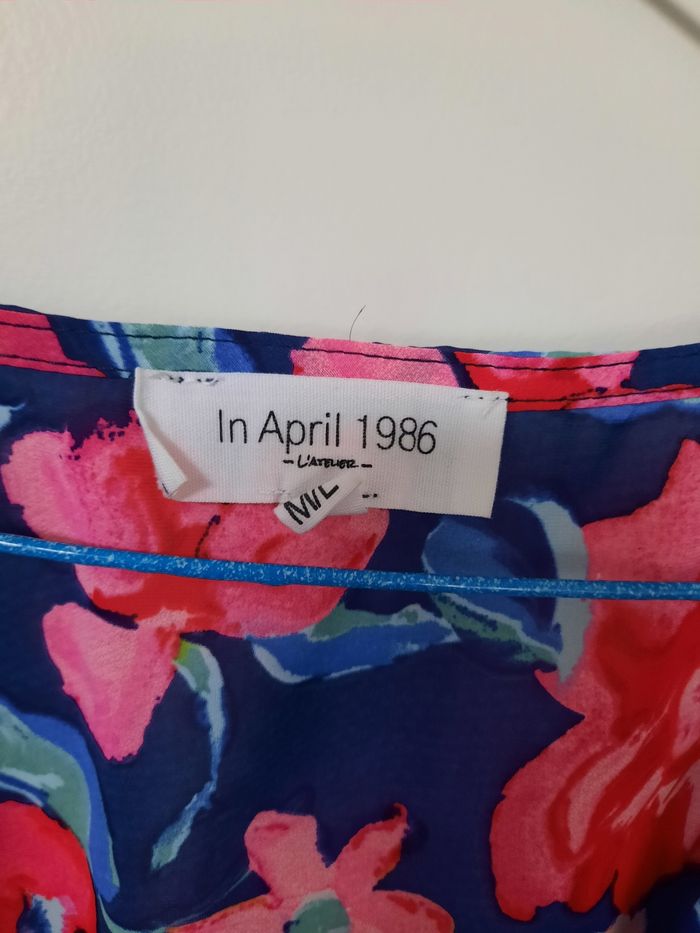 In April 1986
- L'ATELIER -
M/L